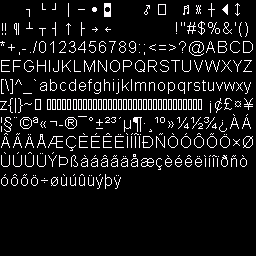 ┐└┘│─•◘ ♂□♪♬☼┼◄↕
‼¶┴┬┤↑├→← !"#$%&'()
*+,-./0123456789:;<=>?@ABCD
EFGHIJKLMNOPQRSTUVWXYZ
[\]^_`abcdefghijklmnopqrstuvwxyz
z{|}~ ¡¢£¤¥
¦§¨©ª«¬-®¯°±²³´µ¶·¸¹º»¼½¾¿ÀÁ
ÂÃÄÅÆÇÈÉÊËÌÍÎÏÐÑÒÓÔÕÖ×Ø
ÙÚÛÜÝÞßàáâãäåæçèéêëìíîïðñò
óôõö÷øùúûüýþÿ